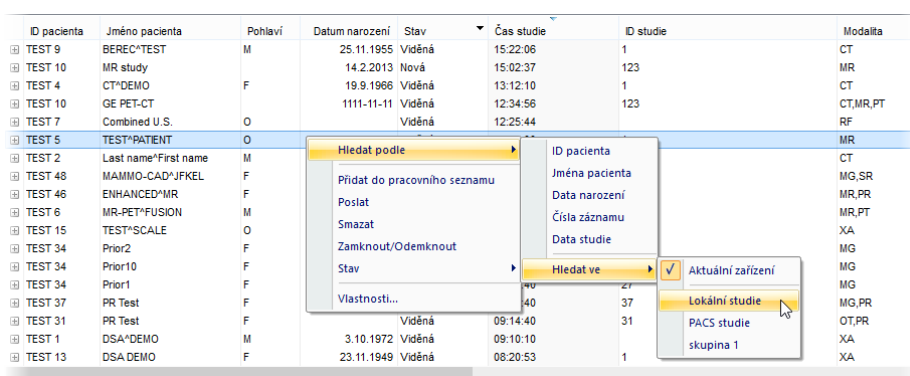 ID pacienta Jméno pacienta Pohlaví Datum narození Stav Čas studie ID studie Modalita
TEST 9 BEREC^TEST M 25.11.1955 Viděná 15:22:06 1 CT
TEST 10 MR study 14.2.2013 Nová 15:02:37 123 MR
TEST 4 CT^DEMO F 19.9.1966 Viděná 13:12:10 1 CT
TEST 10 GE PET-CT 1111-11-11 Viděná 12:34:56 123 CT,MR,PT
TEST 7 Combined U.S. O Viděná 12:25:44 RF
TEST 5 TEST^PATIENT O MR
TEST 2 Last name^First name M CT
TEST 48 MAMMO-CAD^JFKEL F MG,SR
TEST 46 ENHANCED^MR F MR,PR
TEST 6 MR-PET^FUSION M MR,PT
TEST 15 TEST^SCALE O XA
TEST 34 Prior2 F MG
TEST 34 Prior10 F MG
TEST 34 Prior1 F :40 27 MG
TEST 37 PR Test F :40 37 MG,PR
TEST 31 PR Test F Viděná 09:14:40 31 OT,PR
TEST 1 DSA^DEMO M 3.10.1972 Viděná 09:10:10 XA
TEST 13 DSA DEMO F 23.11.1949 Viděná 08:20:53 1 XA
Hledat podle
Přidat do pracovního seznamu
Poslat
Smazat
Zamknout/Odemknout
Stav
Vlastnosti...
ID pacienta
Jména pacienta
Data narození
Čísla záznamu
Data studie
Hledat ve
Aktuální zařízení
Lokální studie
PACS studie
skupina 1